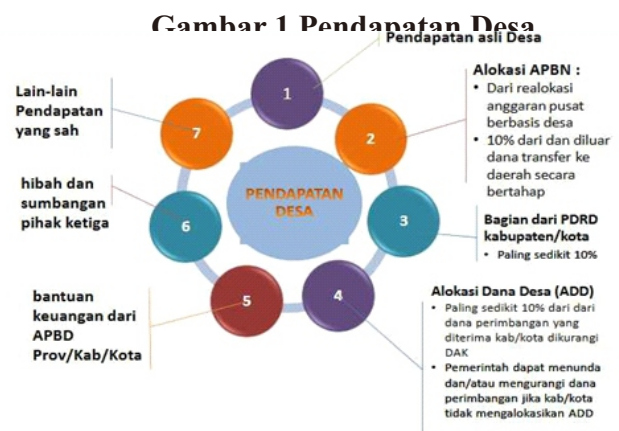 Gambar 1 Pendapatan Desa
1
Pendapatan asli Desa
2
Alokasi APBN :
• Dari realokasi
anggaran pusat
berbasis desa
• 10% dari dan diluar
dana transfer ke
daerah secara
bertahap
3
Bagian dari PDRD
kabupaten/kota
• Paling sedikit 10%
4
Alokasi Dana Desa (ADD)
• Paling sedikit 10% dari dari
dana perimbangan yang
diterima kab/kota dikurangi
DAK
• Pemerintah dapat menunda
dan/atau mengurangi dana
perimbangan jika kab/kota
tidak mengalokasikan ADD
5
bantuan
keuangan dari
APBD
Prov/Kab/Kota
6
hibah dan
sumbangan
pihak ketiga
7
Lain-lain
Pendapatan
yang sah
PENDAPATAN
DESA